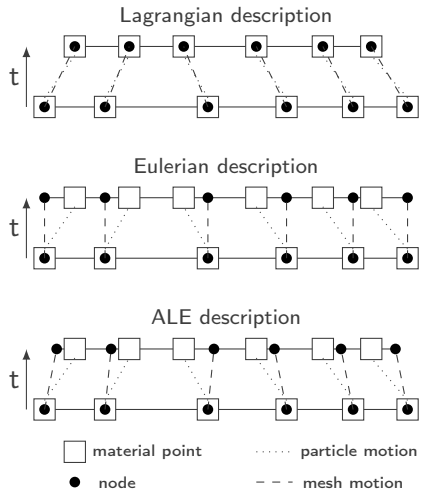 Lagrangian description
t
Eulerian description
t
ALE description
t
material point
particle motion
node
mesh motion